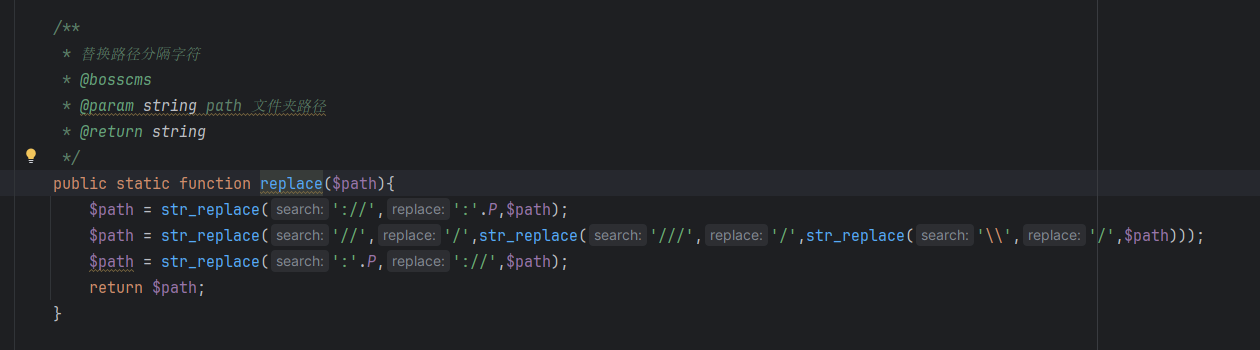 /**
 * 替换路径分隔字符
 * @bosscms
 * @param string path 文件夹路径
 * @return string
 */
public static function replace($path){
    $path = str_replace( search: '://', replace: ':'.P,$path);
    $path = str_replace( search: '//', replace: '/',str_replace( search: '///', replace: '/',str_replace( search: '\\', replace: '/',$path)));
    $path = str_replace( search: ':'.P, replace: '://',$path);
    return $path;
}